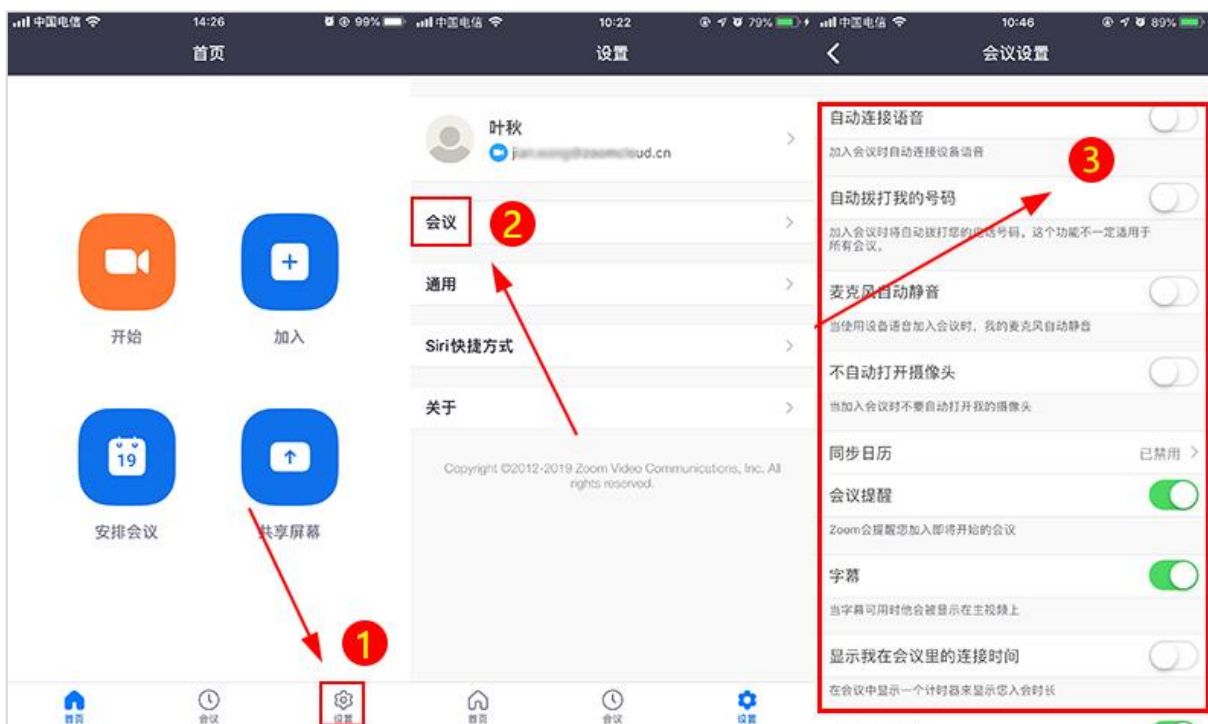 中国电信 14:26 99%
首页
开始 加入
19
安排会议 共享屏幕
1
首页 会议 设置
中国电信 10:22 79%
设置
叶秋
ud.cn
会议
2
通用
Siri快捷方式
关于
Copyright ©2012-2019 Zoom Video Communications, Inc. All
rights reserved.
首页 会议 设置
中国电信 10:46 89%
会议设置
自动连接语音
加入会议时自动连接设备语音
3
自动拨打我的号码
加入会议时将自动拨打您的电话号码。这个功能不一定适用于
所有会议。
麦克风自动静音
当使用设备语音加入会议时，我的麦克风自动静音
不自动打开摄像头
当加入会议时不要自动打开我的摄像头
同步日历 已禁用
会议提醒
Zoom会提醒您加入即将开始的会议
字幕
当字幕可用时他会被显示在主视频上
显示我在会议里的连接时间
在会议中显示一个计时器来显示您入会时长